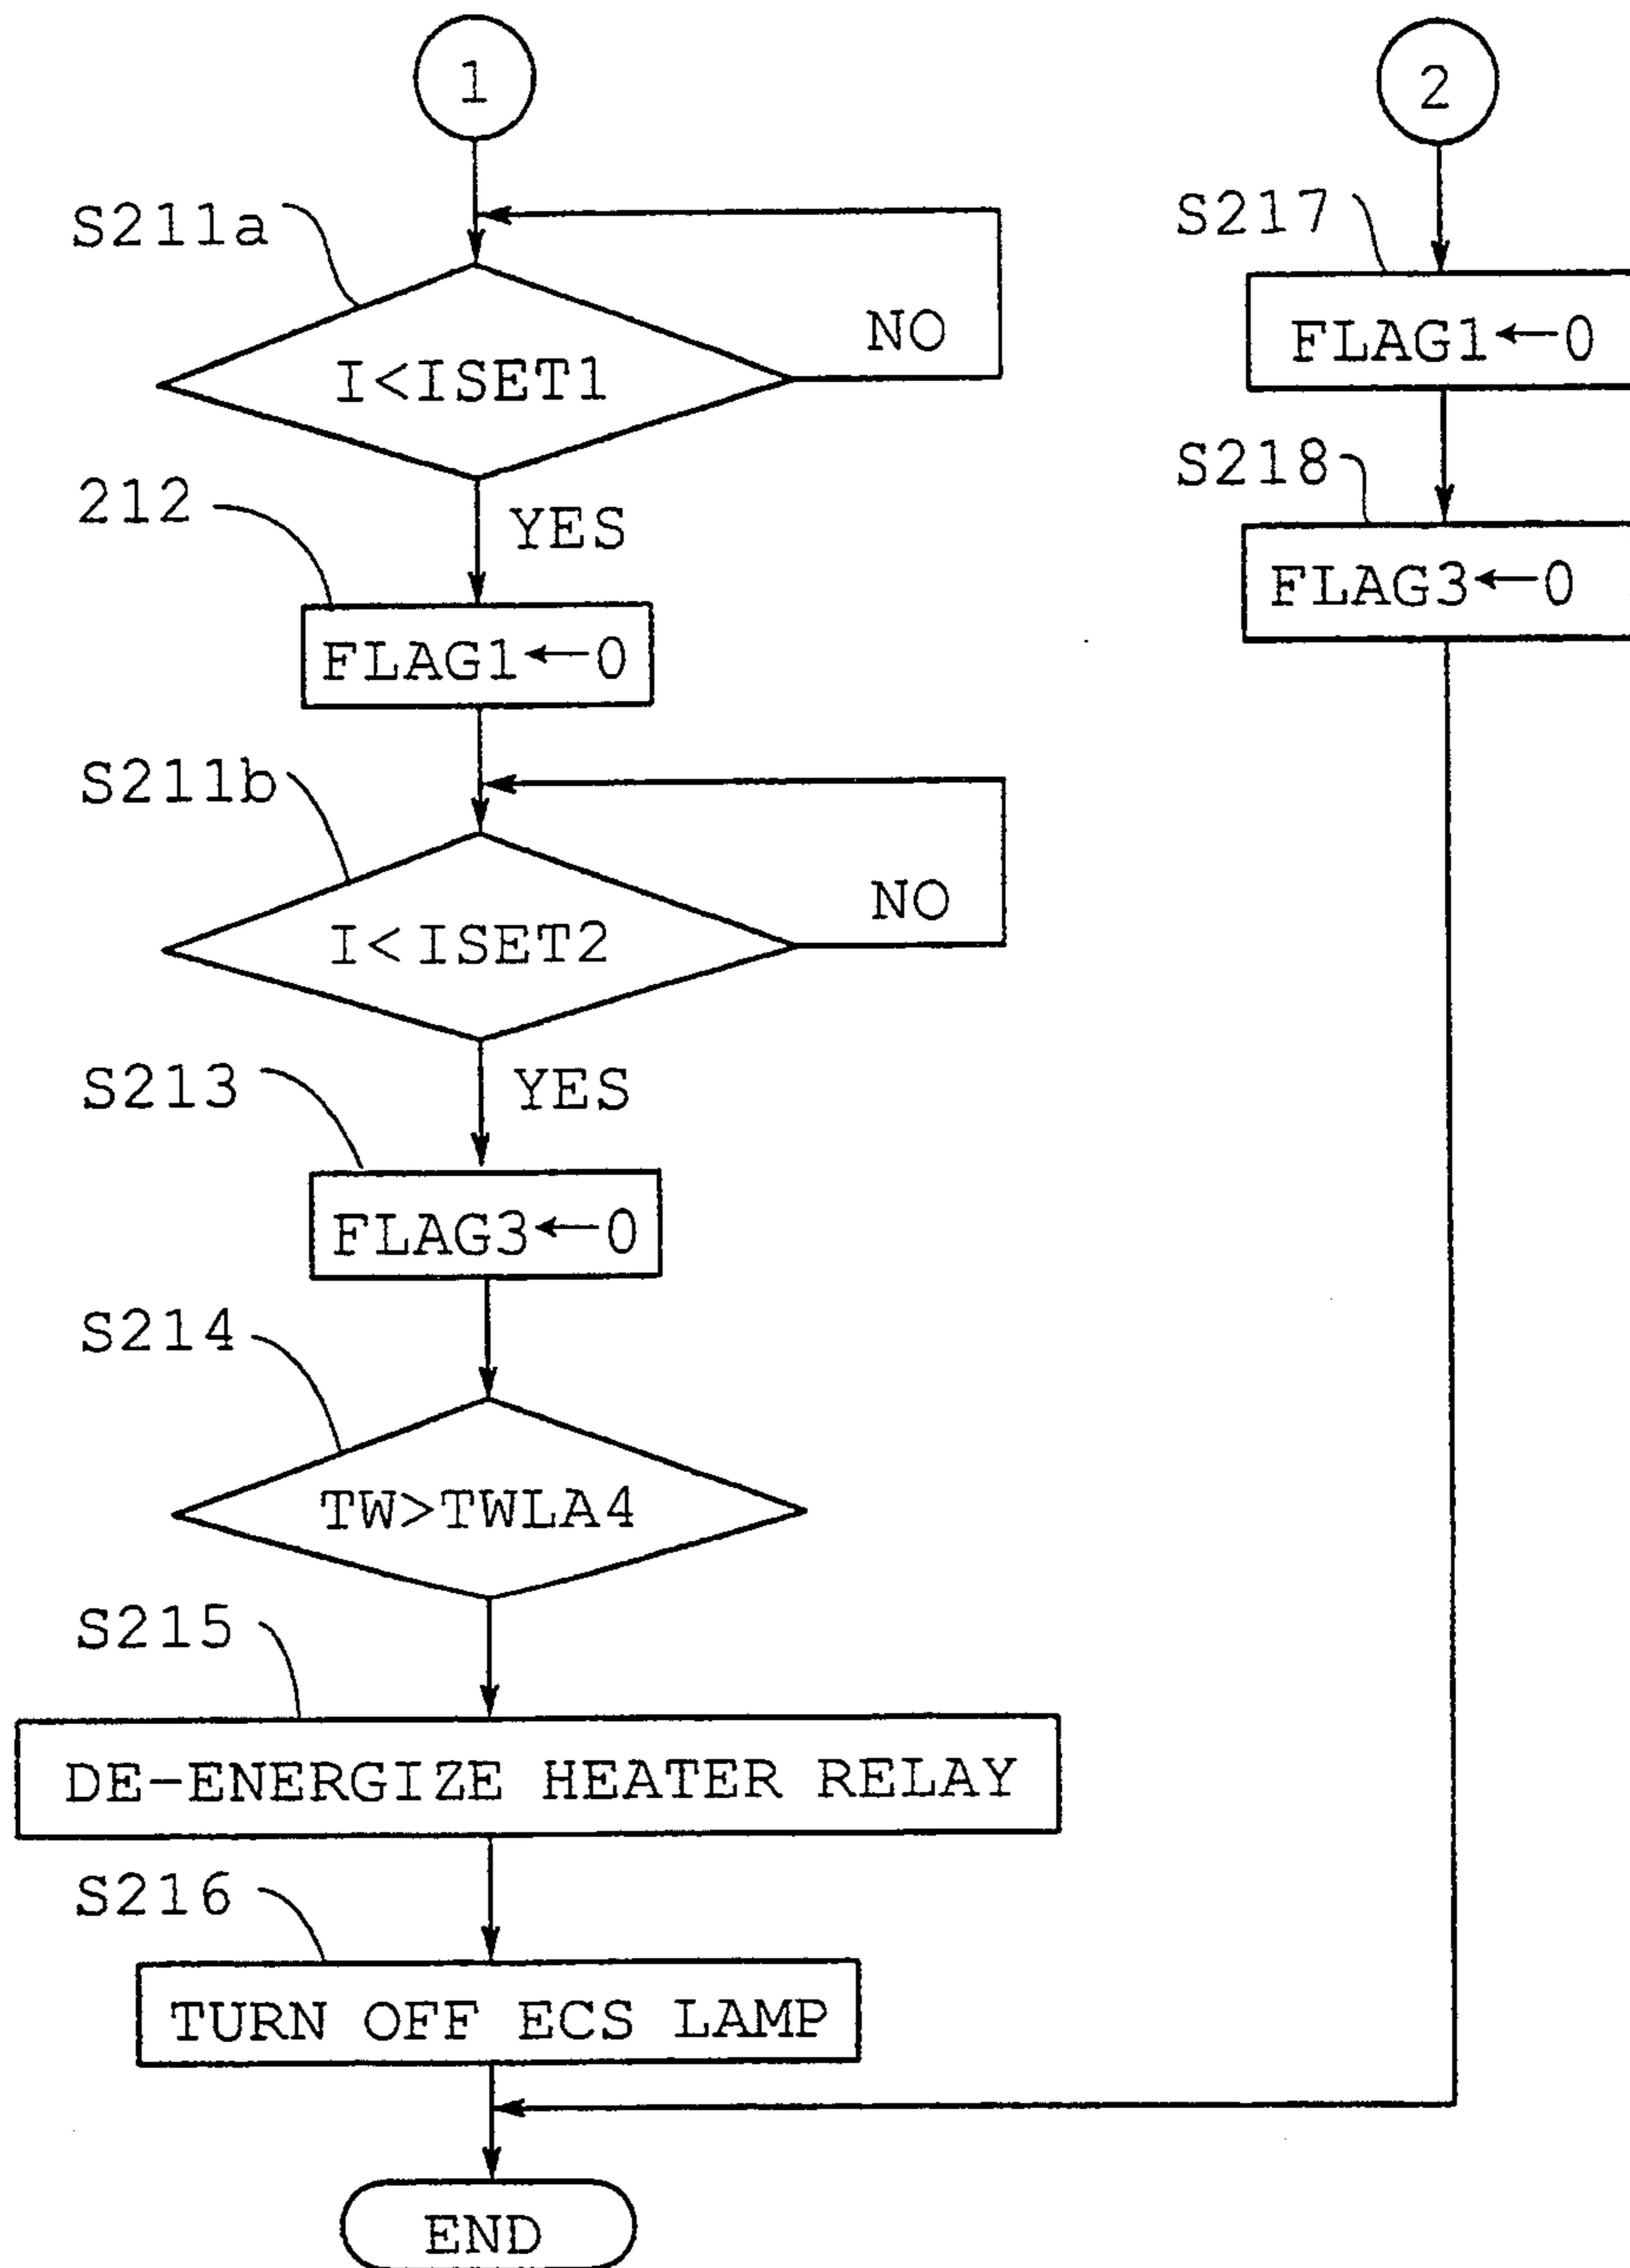 1
S211a
NO
I<ISET1
212
YES
FLAG1←0
S211b
NO
I<ISET2
S213
YES
FLAG3←0
S214
TW>TWLA4
S215
DE-ENERGIZE HEATER RELAY
S216
TURN OFF ECS LAMP
END
2
S217
FLAG1←0
S218
FLAG3←0